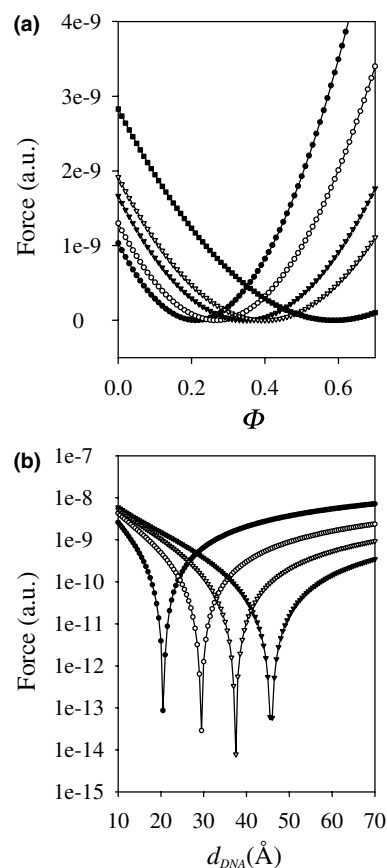 (a)
4e-9
3e-9
2e-9
1e-9
0
Force (a.u.)
0.0 0.2 0.4 0.6
Φ
(b)
1e-7
1e-8
1e-9
1e-10
1e-11
1e-12
1e-13
1e-14
1e-15
Force (a.u.)
10 20 30 40 50 60 70
dDNA(Å)